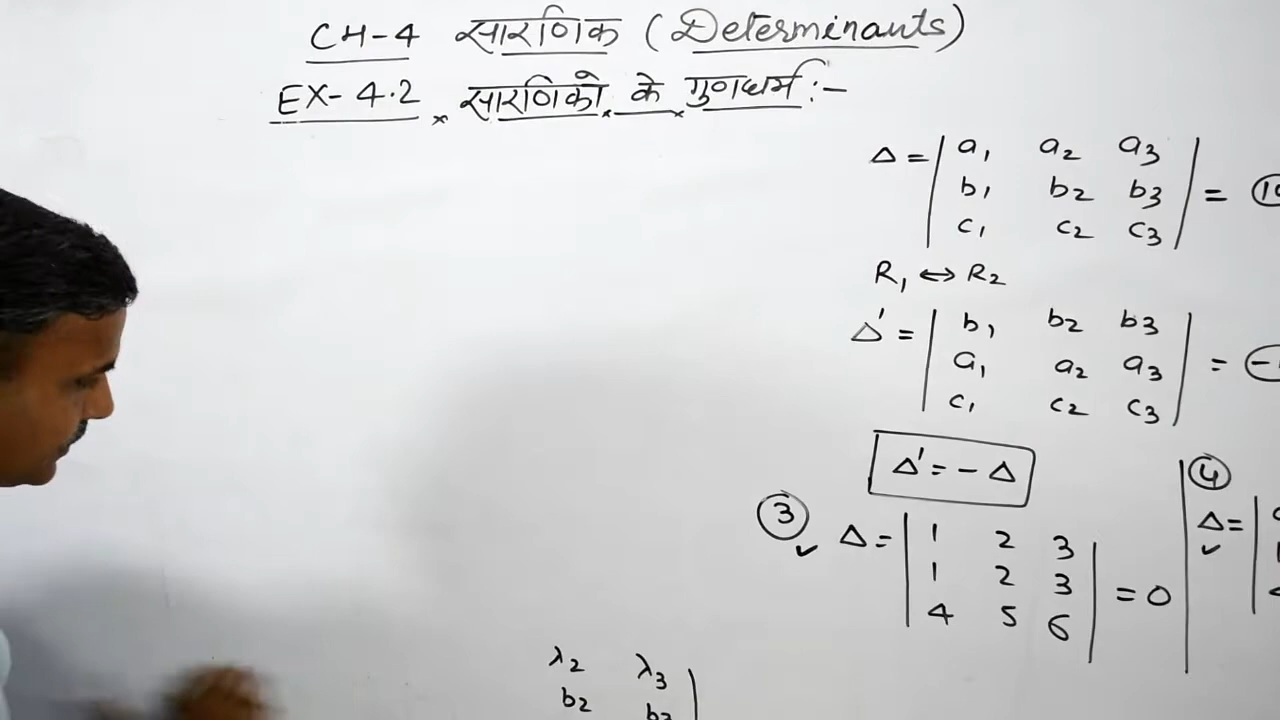 CH-4 सारणिक (Determinants)
EX-4.2 सारणिको के गुणधर्म :-
Δ = | a₁ a₂ a₃ |
| b₁ b₂ b₃ | =
| c₁ c₂ c₃ |
R₁ ↔ R₂
Δ' = | b₁ b₂ b₃ |
| a₁ a₂ a₃ | =
| c₁ c₂ c₃ |
Δ' = - Δ
③ Δ = | 1 2 3 |
| 1 2 3 | = 0
| 4 5 6 |
④
Δ = |
λ₂ λ₃ |
b₂ b₃ |